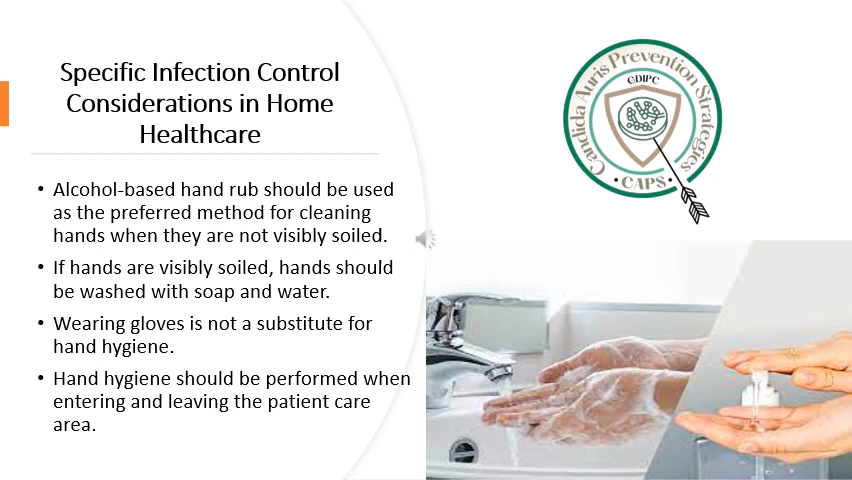 Specific Infection Control
Considerations in Home
Healthcare
• Alcohol-based hand rub should be used
as the preferred method for cleaning
hands when they are not visibly soiled.
• If hands are visibly soiled, hands should
be washed with soap and water.
• Wearing gloves is not a substitute for
hand hygiene.
• Hand hygiene should be performed when
entering and leaving the patient care
area.
Candida Auris Prevention Strategies
GDIPC
• CAPS •